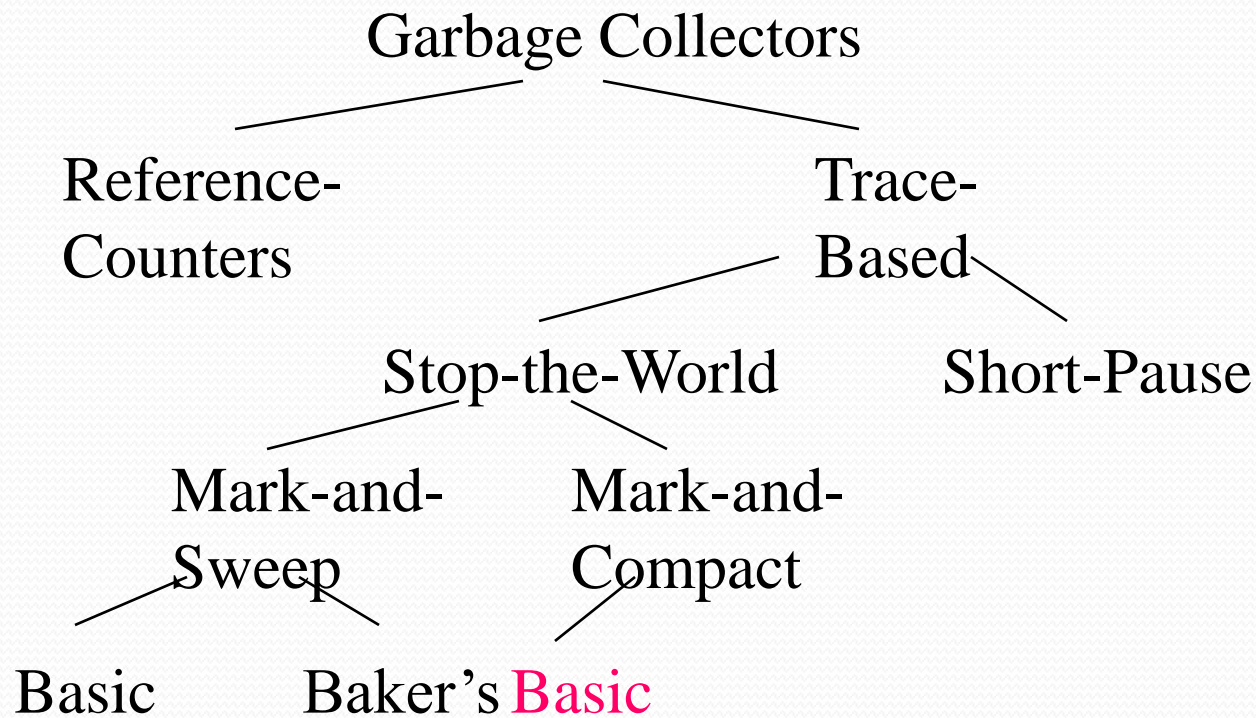 Garbage Collectors
Reference-
Counters
Trace-
Based
Stop-the-World
Short-Pause
Mark-and-
Sweep
Mark-and-
Compact
Basic
Baker’s
Basic